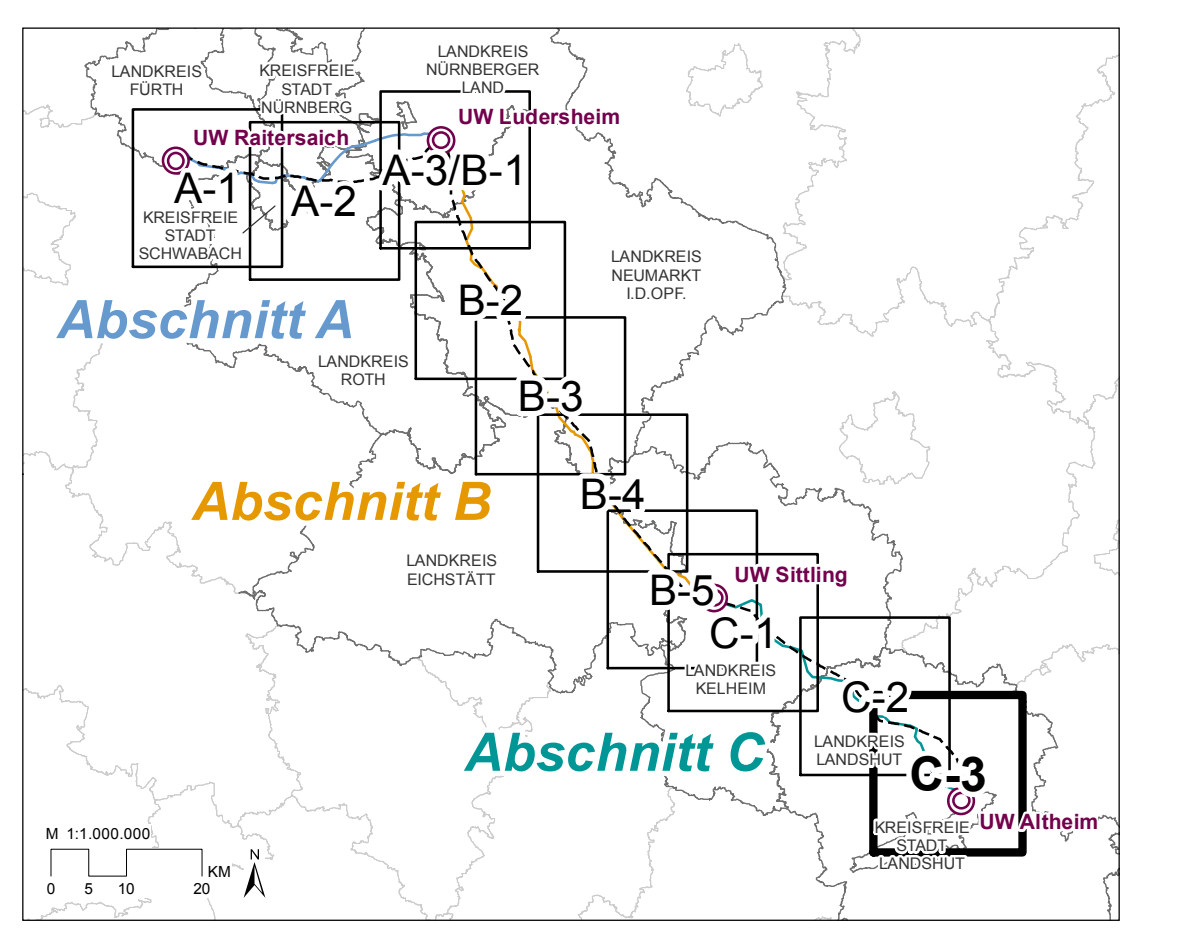 LANDKREIS
FÜRTH
KREISFREIE
STADT
NÜRNBERG
LANDKREIS
NÜRNBERGER
LAND
UW Raitersaich
UW Ludersheim
A-1
A-2
A-3/B-1
KREISFREIE
STADT
SCHWABACH
LANDKREIS
NEUMARKT
I.D.OPF.
Abschnitt A
B-2
LANDKREIS
ROTH
B-3
Abschnitt B
B-4
LANDKREIS
EICHSTÄTT
UW Sittling
B-5
C-1
LANDKREIS
KELHEIM
C-2
Abschnitt C
LANDKREIS
LANDSHUT
C-3
UW Altheim
KREISFREIE
STADT
LANDSHUT
M 1:1.000.000
KM
0 5 10 20
N